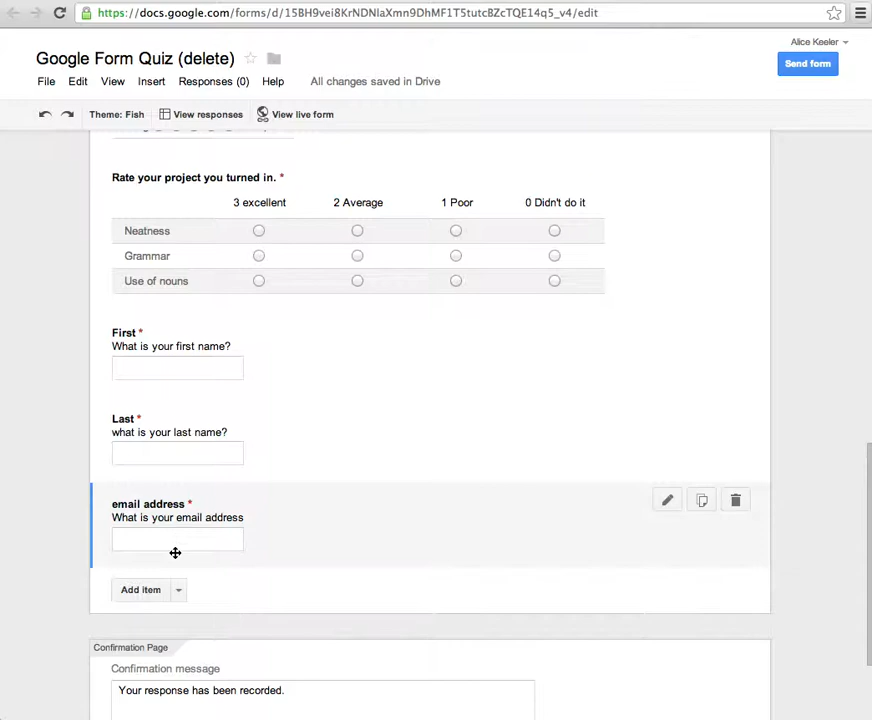 https://docs.google.com/forms/d/15BH9vei8KrNDNlaXmn9DhMF1T5tutcBZcTQE14q5_v4/edit
Alice Keeler
Google Form Quiz (delete)
Send form
File Edit View Insert Responses (0) Help All changes saved in Drive
Theme: Fish View responses View live form
Rate your project you turned in. *
3 excellent 2 Average 1 Poor 0 Didn't do it
Neatness
Grammar
Use of nouns
First *
What is your first name?
Last *
what is your last name?
email address *
What is your email address
Add item
Confirmation Page
Confirmation message
Your response has been recorded.